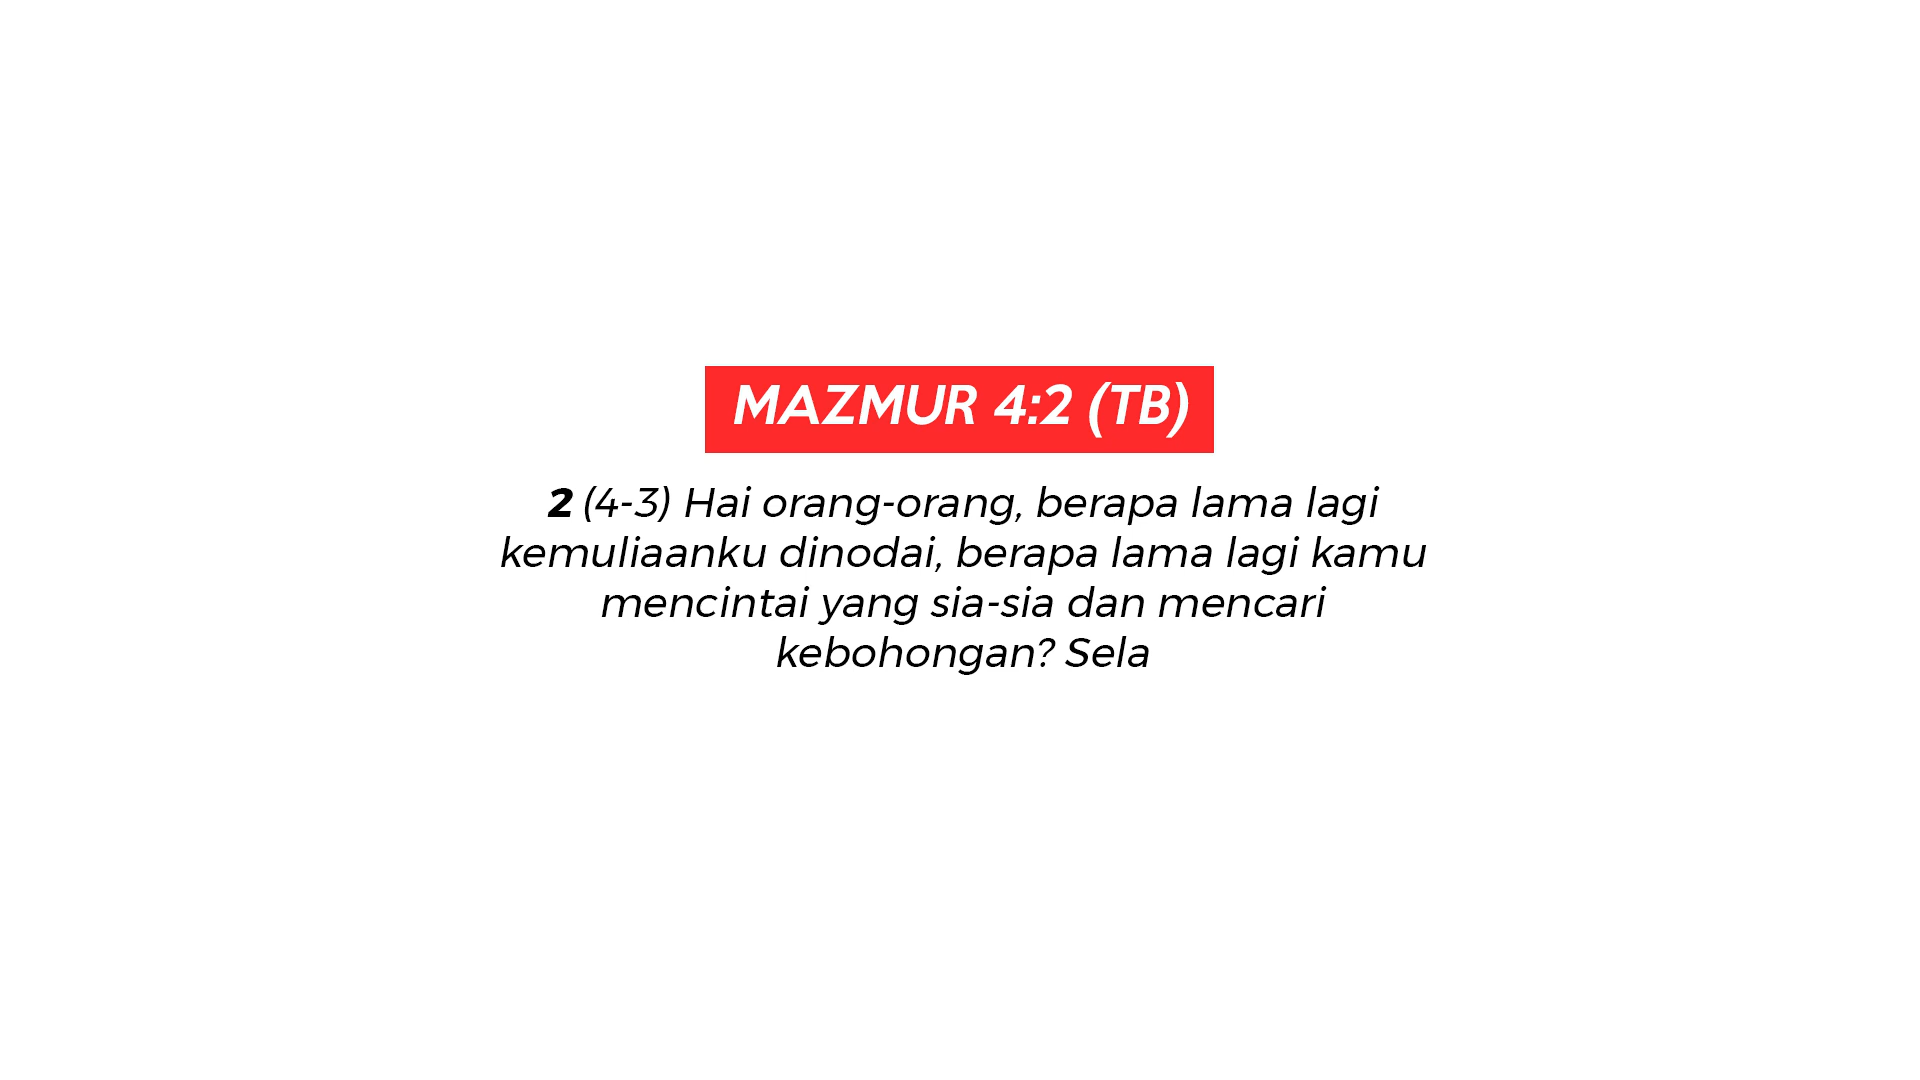 MAZMUR 4:2 (TB)
2 (4-3) Hai orang-orang, berapa lama lagi
kemuliaanku dinodai, berapa lama lagi kamu
mencintai yang sia-sia dan mencari
kebohongan? Sela